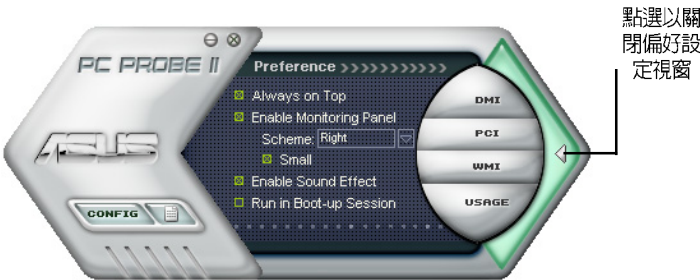 點選以關
閉偏好設
定視窗
PC PROBE II
Preference >>>>>>>>>>>
Always on Top
Enable Monitoring Panel
Scheme: Right
Small
Enable Sound Effect
Run in Boot-up Session
ASUS
CONFIG
DMI
PCI
WMI
USAGE